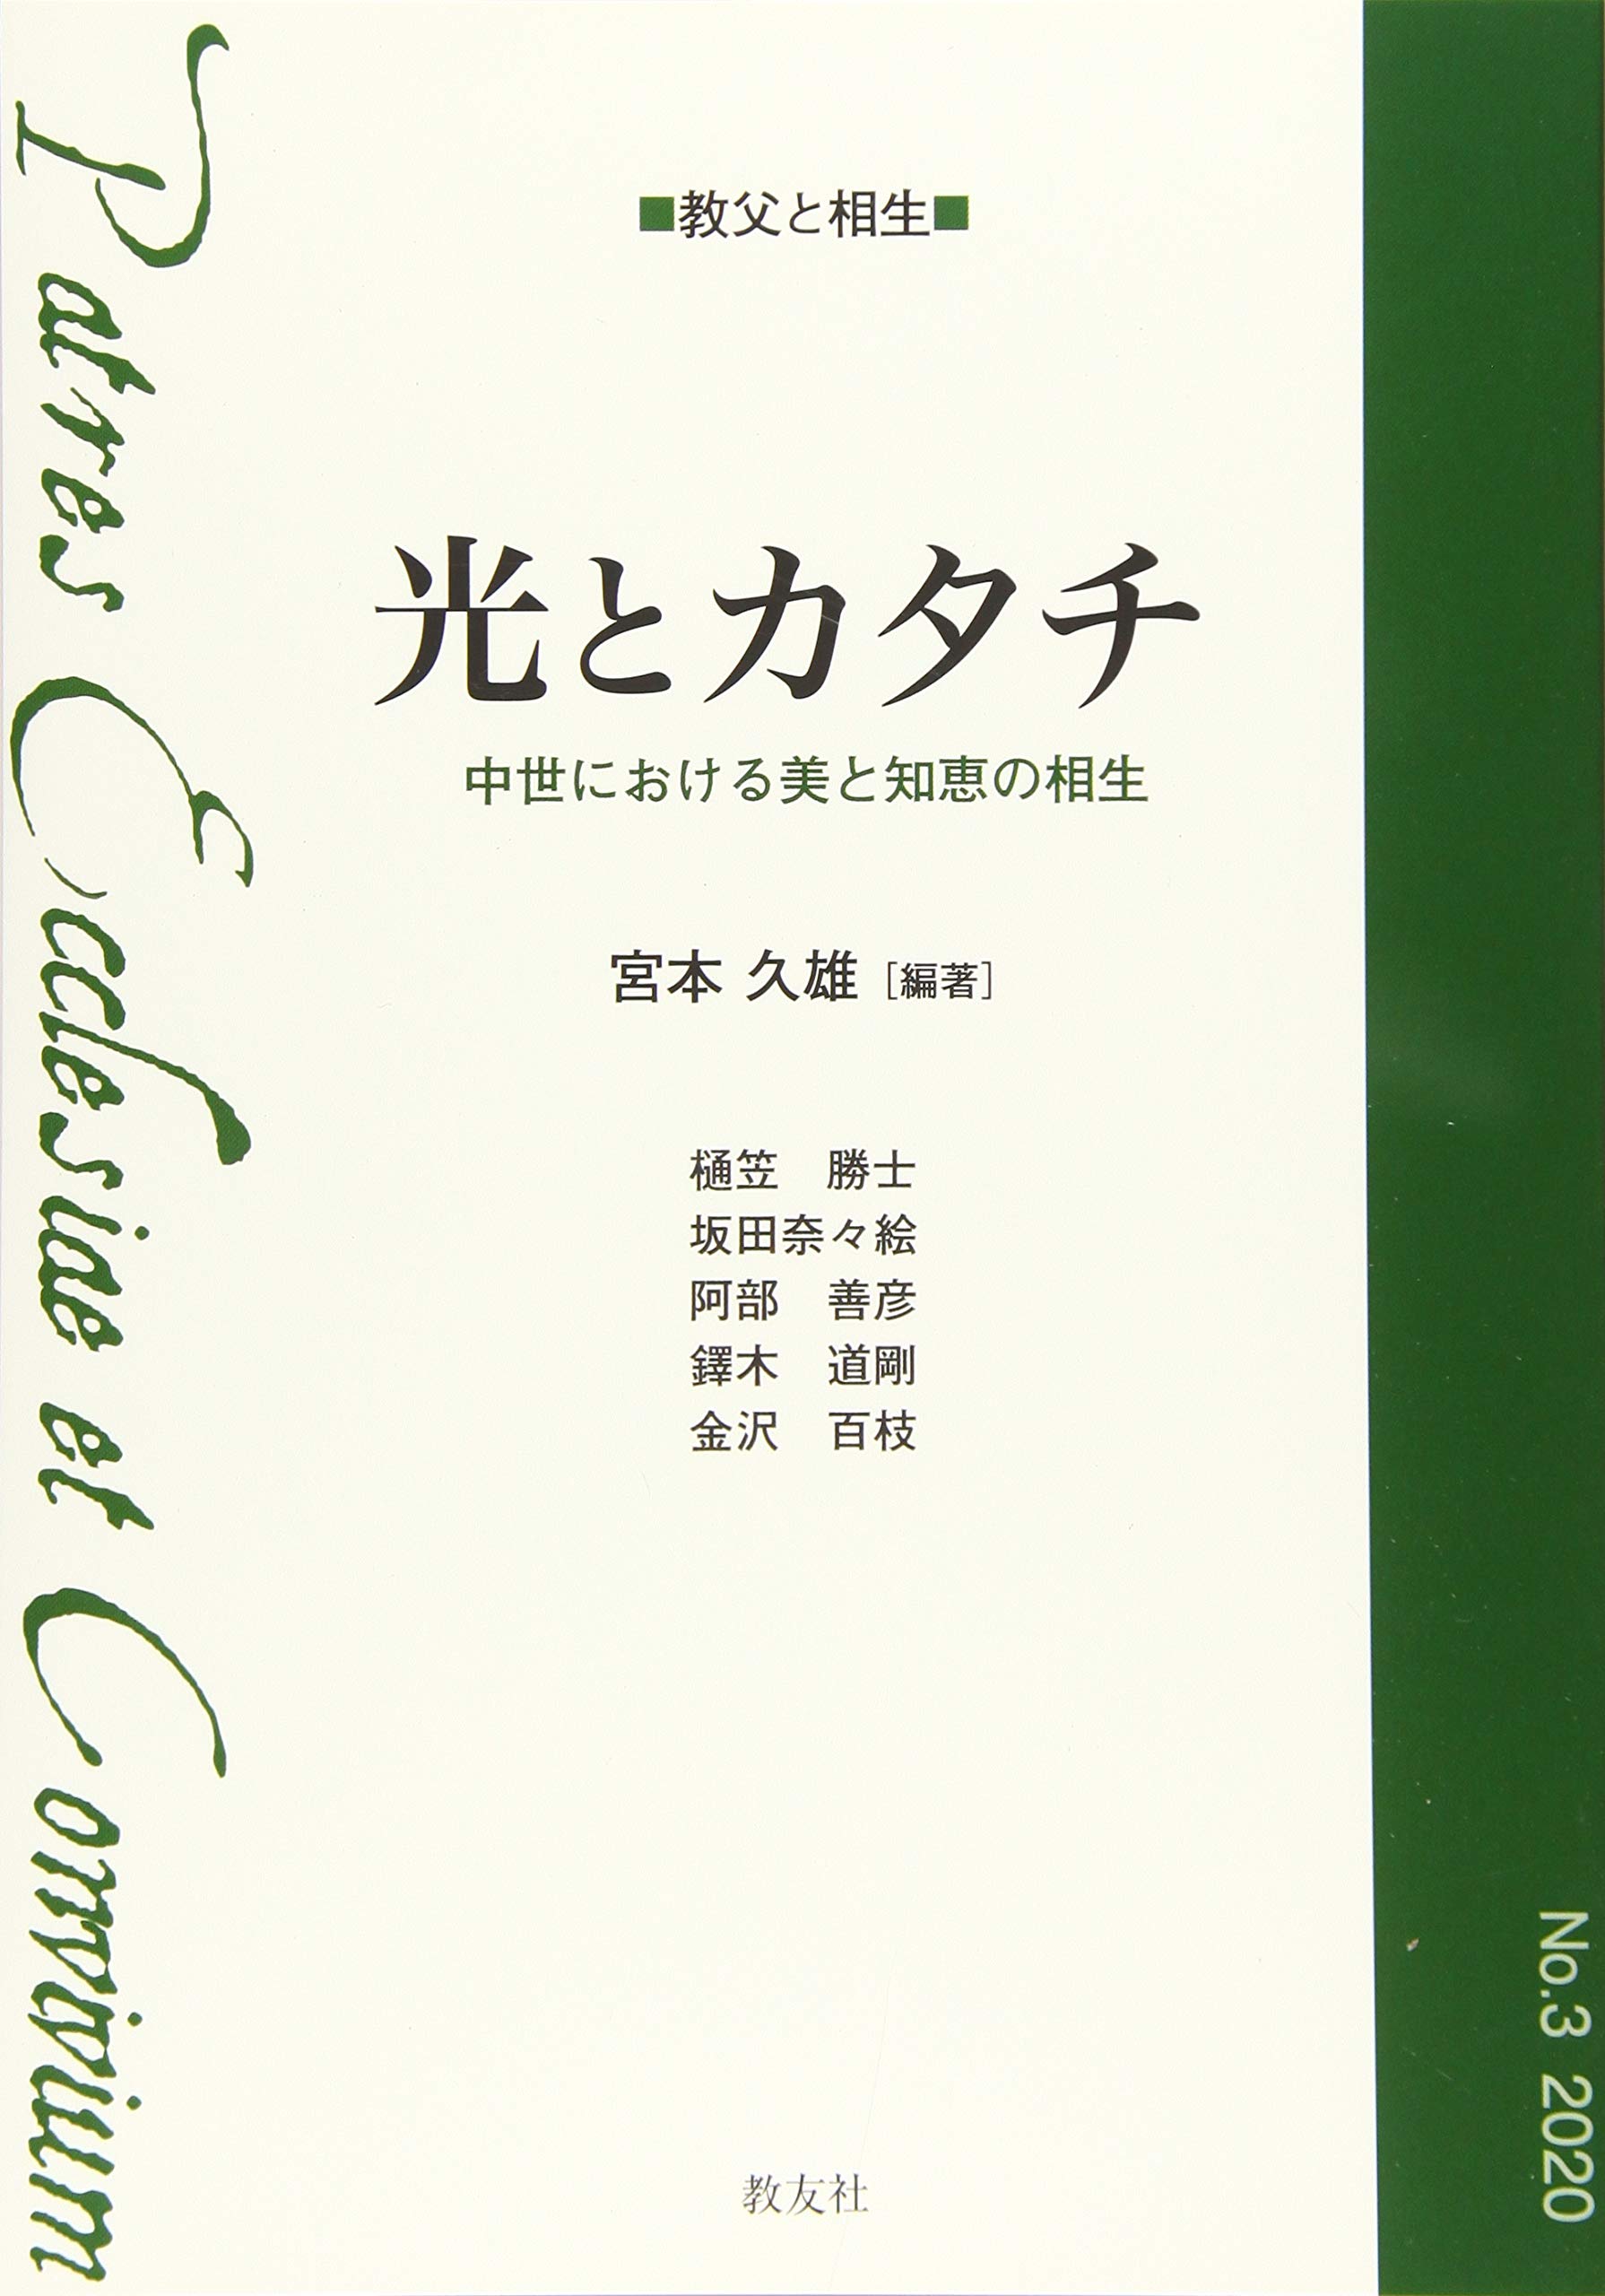 ■教父と相生■
光とカタチ
中世における美と知恵の相生
宮本 久雄 [編著]
樋笠　勝士
坂田奈々絵
阿部　善彦
鐸木　道剛
金沢　百枝
教友社
Patres Ecclesiae et Convivium
No.3 2020